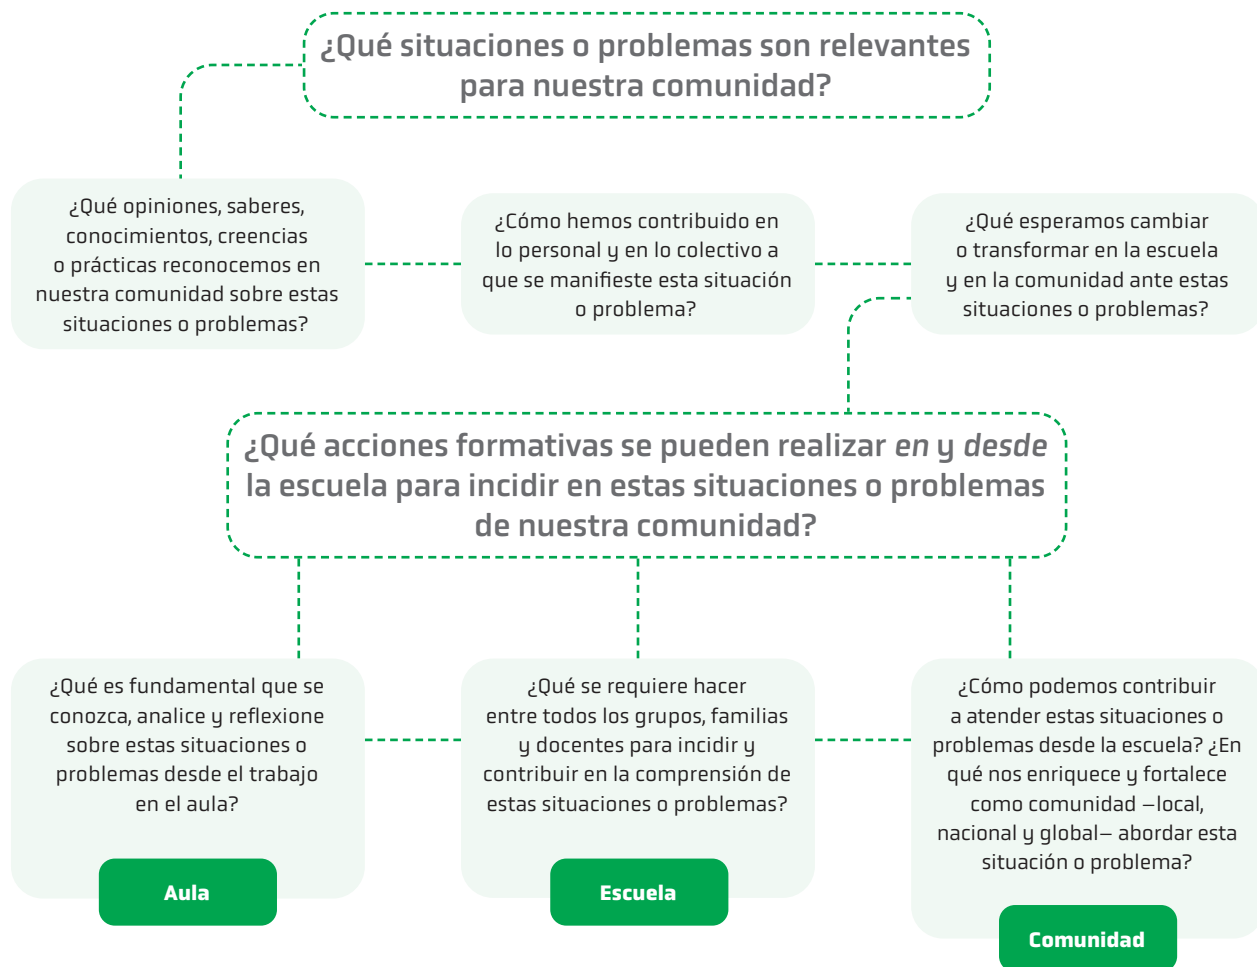 ¿Qué situaciones o problemas son relevantes
para nuestra comunidad?
¿Qué opiniones, saberes,
conocimientos, creencias
o prácticas reconocemos en
nuestra comunidad sobre estas
situaciones o problemas?
¿Cómo hemos contribuido en
lo personal y en lo colectivo a
que se manifieste esta situación
o problema?
¿Qué esperamos cambiar
o transformar en la escuela
y en la comunidad ante estas
situaciones o problemas?
¿Qué acciones formativas se pueden realizar en y desde
la escuela para incidir en estas situaciones o problemas
de nuestra comunidad?
¿Qué es fundamental que se
conozca, analice y reflexione
sobre estas situaciones o
problemas desde el trabajo
en el aula?
Aula
¿Qué se requiere hacer
entre todos los grupos, familias
y docentes para incidir y
contribuir en la comprensión de
estas situaciones o problemas?
Escuela
¿Cómo podemos contribuir
a atender estas situaciones o
problemas desde la escuela? ¿En
qué nos enriquece y fortalece
como comunidad –local,
nacional y global– abordar esta
situación o problema?
Comunidad